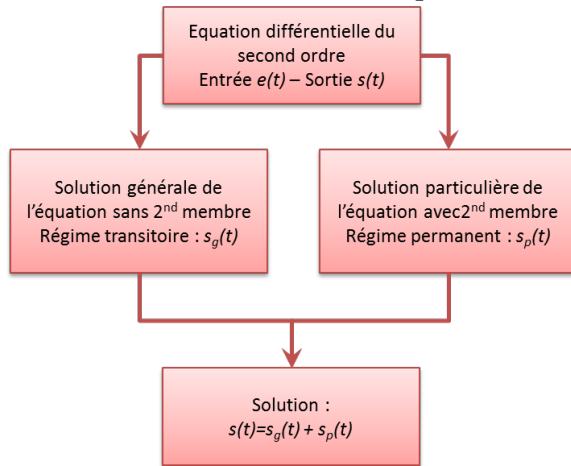 Equation différentielle du
second ordre
Entrée e(t) – Sortie s(t)
Solution générale de
l'équation sans 2nd membre
Régime transitoire : sg(t)
Solution particulière de
l'équation avec2nd membre
Régime permanent : sp(t)
Solution :
s(t)=sg(t) + sp(t)